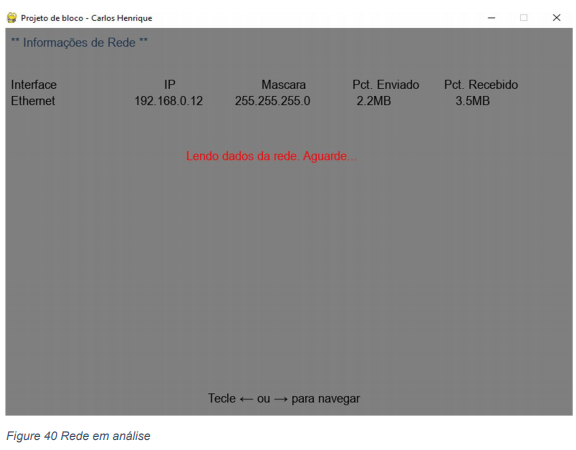 Projeto de bloco - Carlos Henrique
** Informações de Rede **
Interface IP Mascara Pct. Enviado Pct. Recebido
Ethernet 192.168.0.12 255.255.255.0 2.2MB 3.5MB
Lendo dados da rede. Aguarde...
Tecle ← ou → para navegar
Figure 40 Rede em análise